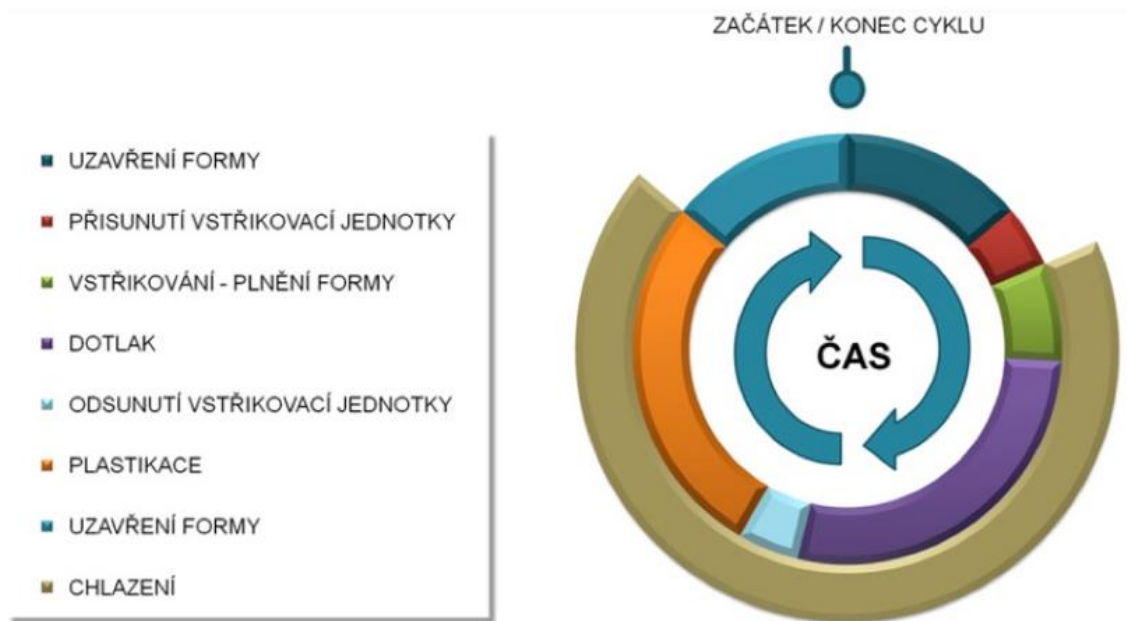 ZAČÁTEK / KONEC CYKLU
UZAVŘENÍ FORMY
PŘISUNUTÍ VSTŘIKOVACÍ JEDNOTKY
VSTŘIKOVÁNÍ - PLNĚNÍ FORMY
DOTLAK
ODSUNUTÍ VSTŘIKOVACÍ JEDNOTKY
PLASTIKACE
UZAVŘENÍ FORMY
CHLAZENÍ
ČAS